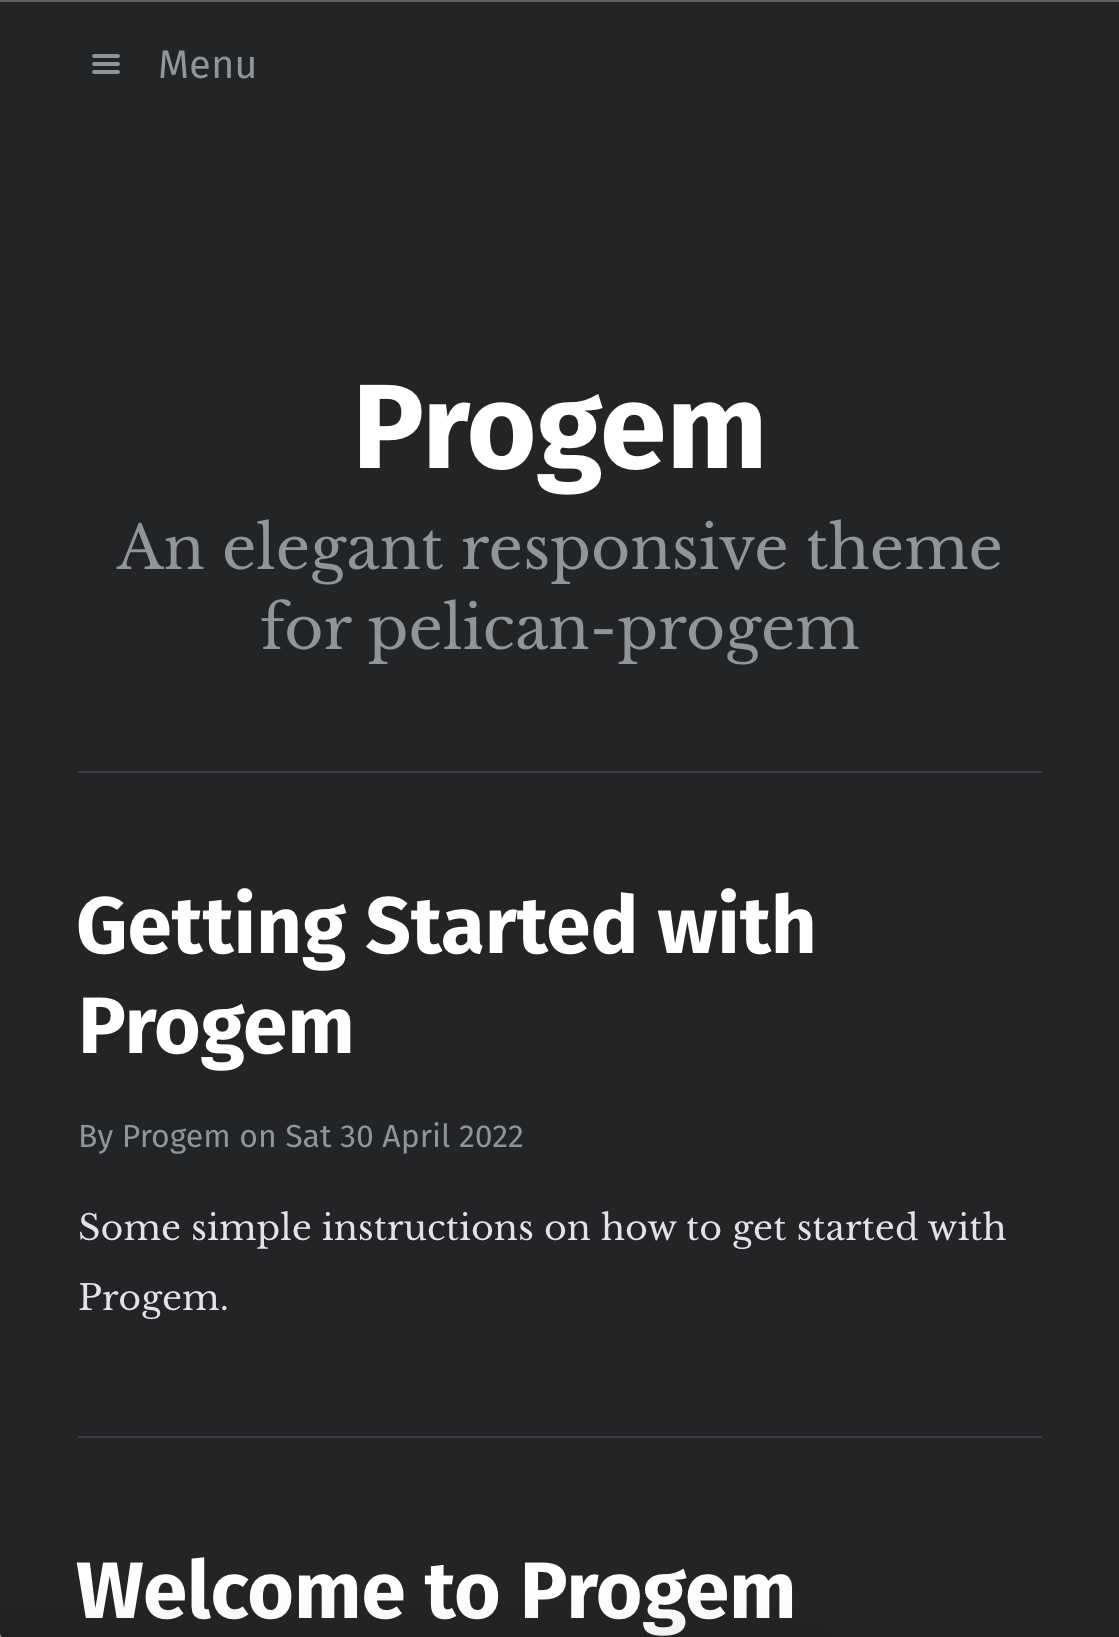 Menu
Progem
An elegant responsive theme
for pelican-progem
Getting Started with
Progem
By Progem on Sat 30 April 2022
Some simple instructions on how to get started with
Progem.
Welcome to Progem